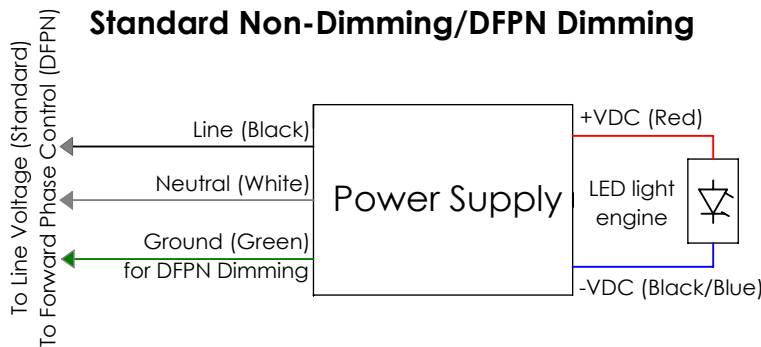 Standard Non-Dimming/DFPN Dimming
To Line Voltage (Standard)
To Forward Phase Control (DFPN)
Line (Black)
Neutral (White)
Ground (Green)
for DFPN Dimming
Power Supply
+VDC (Red)
LED light
engine
-VDC (Black/Blue)